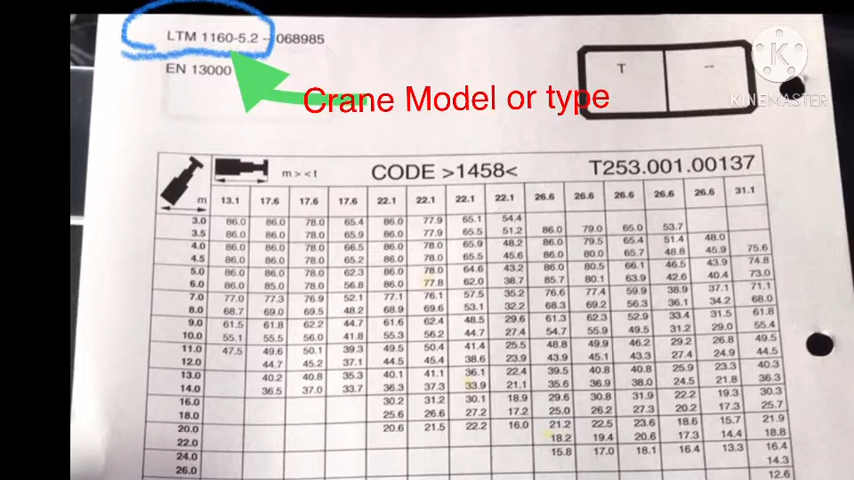 LTM 1160-5.2 -- 068985
EN 13000
T --
KINEMASTER
Crane Model or type
m > < t CODE >1458< T253.001.00137
m 13.1 17.6 17.6 17.6 22.1 22.1 22.1 22.1 26.6 26.6 26.6 26.6 26.6 31.1
3.0 86.0 86.0 78.0 65.4 86.0 77.9 65.1 54.4
3.5 86.0 86.0 78.0 65.9 86.0 77.9 65.5 51.2 86.0 79.0 65.0 53.7
4.0 86.0 86.0 78.0 66.5 86.0 78.0 65.9 48.2 86.0 79.5 65.4 51.4 48.0
4.5 86.0 86.0 78.0 65.2 86.0 78.0 65.5 45.6 86.0 80.0 65.7 48.8 45.9 75.6
5.0 86.0 86.0 78.0 62.3 86.0 78.0 64.6 43.2 86.0 80.5 66.1 46.5 43.9 74.8
6.0 86.0 85.0 78.0 56.8 86.0 77.8 62.0 38.7 85.7 80.1 63.9 42.6 40.4 73.0
7.0 77.0 77.3 76.9 52.1 77.1 76.1 57.5 35.2 76.6 77.4 59.9 38.9 37.1 71.1
8.0 68.7 69.0 69.5 48.2 68.9 69.6 53.1 32.2 68.3 69.2 56.3 36.1 34.2 68.0
9.0 61.5 61.8 62.2 44.7 61.6 62.4 48.5 29.6 61.3 62.3 52.9 33.4 31.5 61.8
10.0 55.1 55.5 56.0 41.8 55.3 56.2 44.7 27.4 54.7 55.9 49.5 31.2 29.0 55.4
11.0 47.5 49.6 50.1 39.3 49.5 50.4 41.4 25.5 48.8 49.9 46.2 29.2 26.8 49.5
12.0 44.7 45.2 37.1 44.5 45.4 38.6 23.9 43.9 45.1 43.3 27.4 24.9 44.5
13.0 40.2 40.8 35.3 40.1 41.1 36.1 22.4 39.5 40.8 40.8 25.9 23.3 40.3
14.0 36.5 37.0 33.7 36.3 37.3 33.9 21.1 35.6 36.9 38.0 24.5 21.8 36.3
16.0 30.2 31.2 30.1 18.9 29.6 30.8 31.9 22.2 19.3 30.3
18.0 25.6 26.6 27.2 17.2 25.0 26.2 27.3 20.2 17.3 25.7
20.0 20.6 21.5 22.2 16.0 21.2 22.5 23.6 18.6 15.7 21.9
22.0 18.2 19.4 20.6 17.3 14.4 18.8
24.0 15.8 17.0 18.1 16.4 13.3 16.4
26.0 14.3
12.6